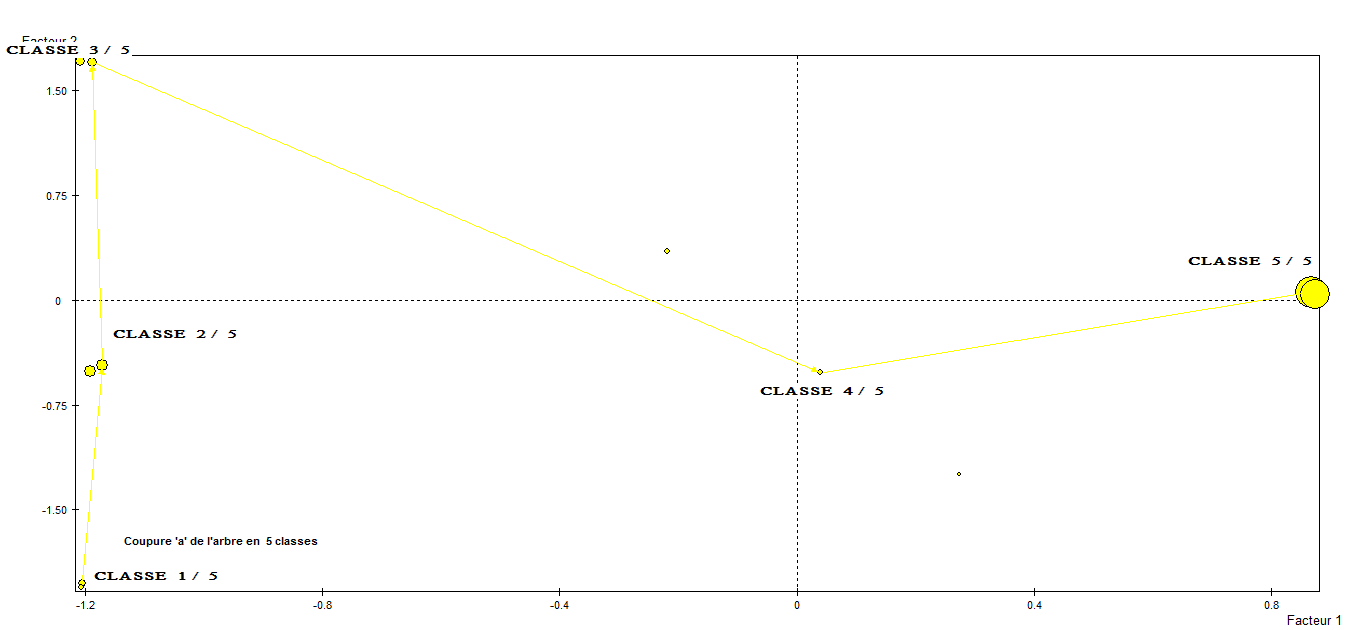 Facteur 2
CLASSE 3 / 5
1.50
0.75
CLASSE 5 / 5
0
CLASSE 2 / 5
CLASSE 4 / 5
-0.75
-1.50
Coupure 'a' de l'arbre en 5 classes
CLASSE 1 / 5
-1.2 -0.8 -0.4 0 0.4 0.8
Facteur 1